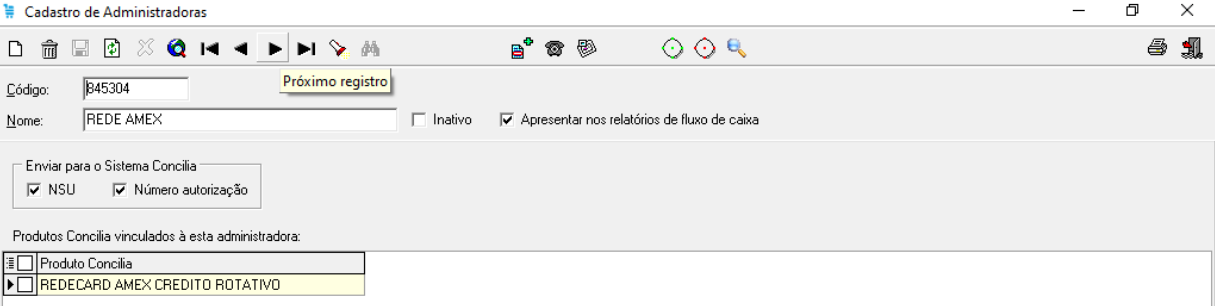 Cadastro de Administradoras
Próximo registro
Código: 845304
Nome: REDE AMEX Inativo Apresentar nos relatórios de fluxo de caixa
Enviar para o Sistema Concilia
NSU Número autorização
Produtos Concilia vinculados à esta administradora:
Produto Concilia
REDECARD AMEX CREDITO ROTATIVO